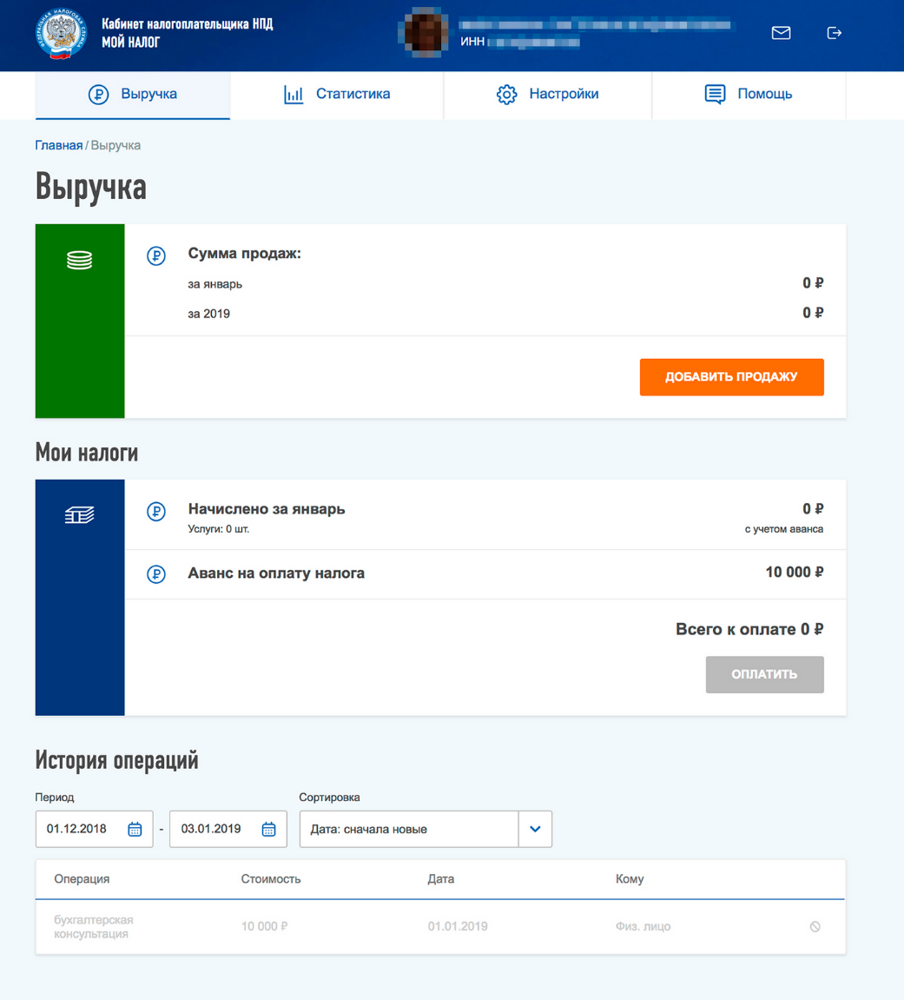 Кабинет налогоплательщика НПД
МОЙ НАЛОГ
ИНН
Выручка
Статистика
Настройки
Помощь
Главная / Выручка
Выручка
Сумма продаж:
за январь 0 ₽
за 2019 0 ₽
ДОБАВИТЬ ПРОДАЖУ
Мои налоги
Начислено за январь 0 ₽
Услуги: 0 шт. с учетом аванса
Аванс на оплату налога 10 000 ₽
Всего к оплате 0 ₽
ОПЛАТИТЬ
История операций
Период Сортировка
01.12.2018 - 03.01.2019 Дата: сначала новые
Операция Стоимость Дата Кому
бухгалтерская
консультация 10 000 ₽ 01.01.2019 Физ. лицо